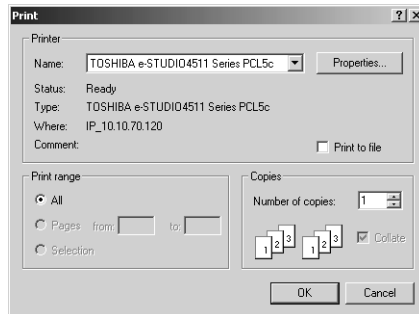 Print
Printer
Name: TOSHIBA e-STUDIO4511 Series PCL5c Properties...
Status: Ready
Type: TOSHIBA e-STUDIO4511 Series PCL5c
Where: IP_10.10.70.120
Comment: Print to file
Print range
All
Pages from: to:
Selection
Copies
Number of copies: 1
1 2 3 1 2 3 Collate
OK Cancel